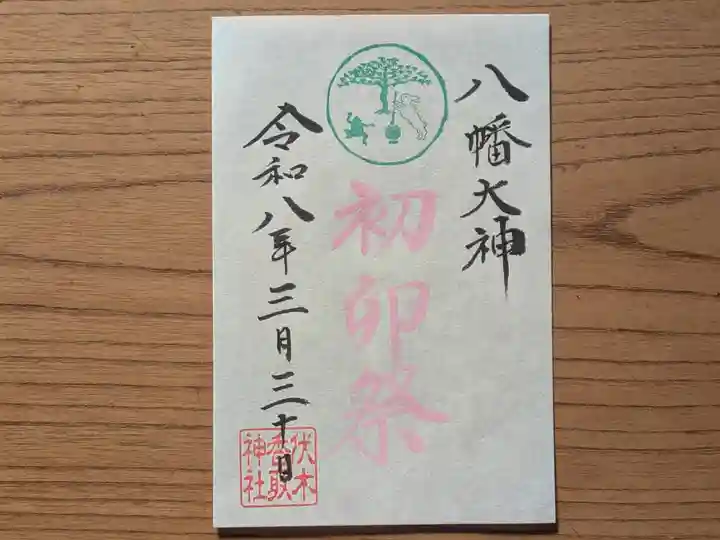 八幡大神
初卯祭
令和八年三月三十日
伏木
香取
神社